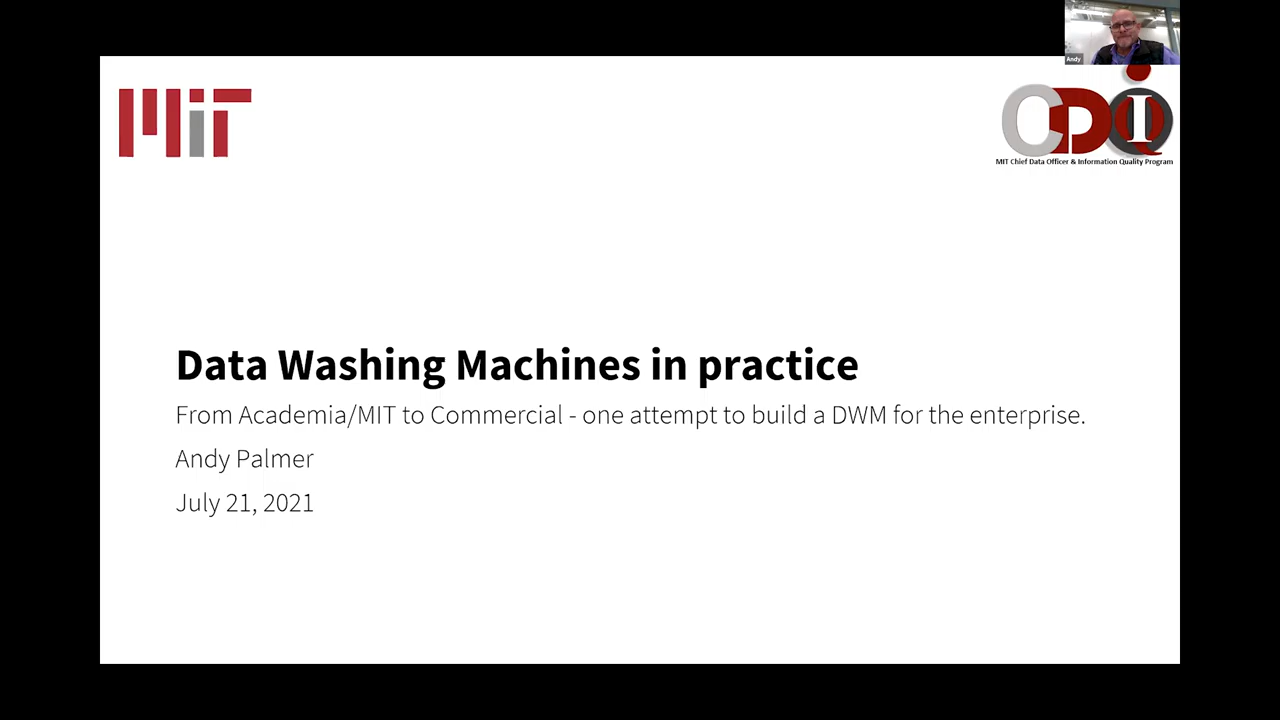 Andy
MIT
CDIQ
MIT Chief Data Officer & Information Quality Program
Data Washing Machines in practice
From Academia/MIT to Commercial - one attempt to build a DWM for the enterprise.
Andy Palmer
July 21, 2021